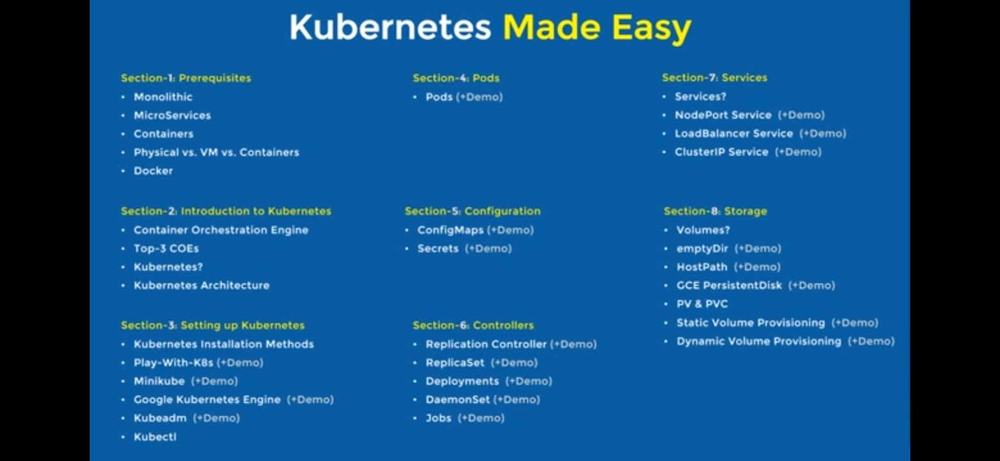 Kubernetes Made Easy
Section-1: Prerequisites
• Monolithic
• MicroServices
• Containers
• Physical vs. VM vs. Containers
• Docker
Section-2: Introduction to Kubernetes
• Container Orchestration Engine
• Top-3 COEs
• Kubernetes?
• Kubernetes Architecture
Section-3: Setting up Kubernetes
• Kubernetes Installation Methods
• Play-With-K8s (+Demo)
• Minikube (+Demo)
• Google Kubernetes Engine (+Demo)
• Kubeadm (+Demo)
• Kubectl
Section-4: Pods
• Pods (+Demo)
Section-5: Configuration
• ConfigMaps (+Demo)
• Secrets (+Demo)
Section-6: Controllers
• Replication Controller (+Demo)
• ReplicaSet (+Demo)
• Deployments (+Demo)
• DaemonSet (+Demo)
• Jobs (+Demo)
Section-7: Services
• Services?
• NodePort Service (+Demo)
• LoadBalancer Service (+Demo)
• ClusterIP Service (+Demo)
Section-8: Storage
• Volumes?
• emptyDir (+Demo)
• HostPath (+Demo)
• GCE PersistentDisk (+Demo)
• PV & PVC
• Static Volume Provisioning (+Demo)
• Dynamic Volume Provisioning (+Demo)